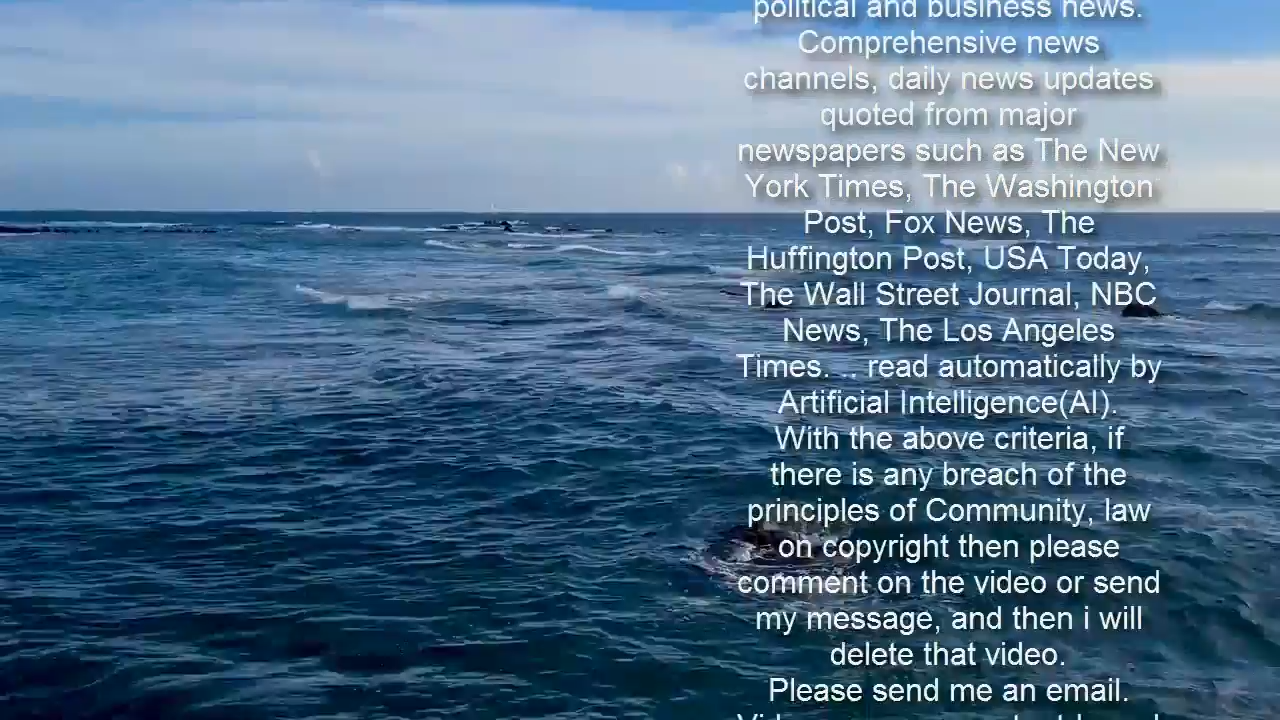 political and business news.
Comprehensive news
channels, daily news updates
quoted from major
newspapers such as The New
York Times, The Washington
Post, Fox News, The
Huffington Post, USA Today,
The Wall Street Journal, NBC
News, The Los Angeles
Times. .. read automatically by
Artificial Intelligence(AI).
With the above criteria, if
there is any breach of the
principles of Community, law
on copyright then please
comment on the video or send
my message, and then i will
delete that video.
Please send me an email.